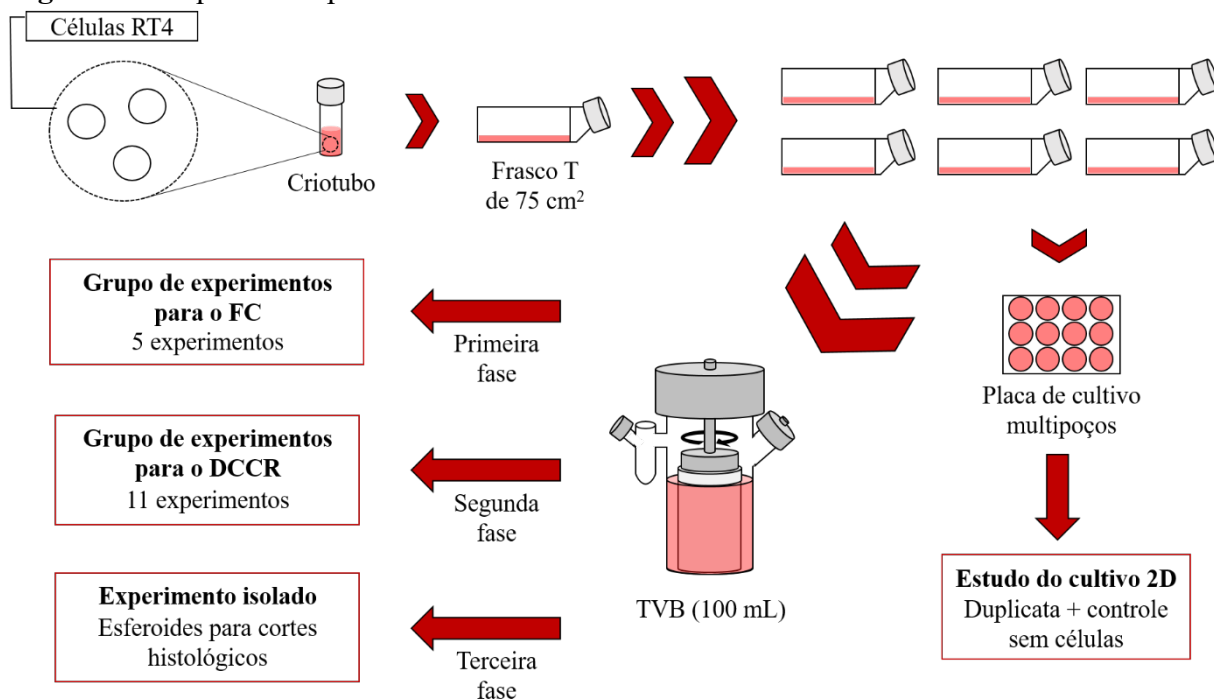 Células RT4
Criotubo
Frasco T
de 75 cm²
Grupo de experimentos
para o FC
5 experimentos
Primeira
fase
Placa de cultivo
multipoços
Grupo de experimentos
para o DCCR
11 experimentos
Segunda
fase
Experimento isolado
Esferoides para cortes
histológicos
Terceira
fase
TVB (100 mL)
Estudo do cultivo 2D
Duplicata + controle
sem células